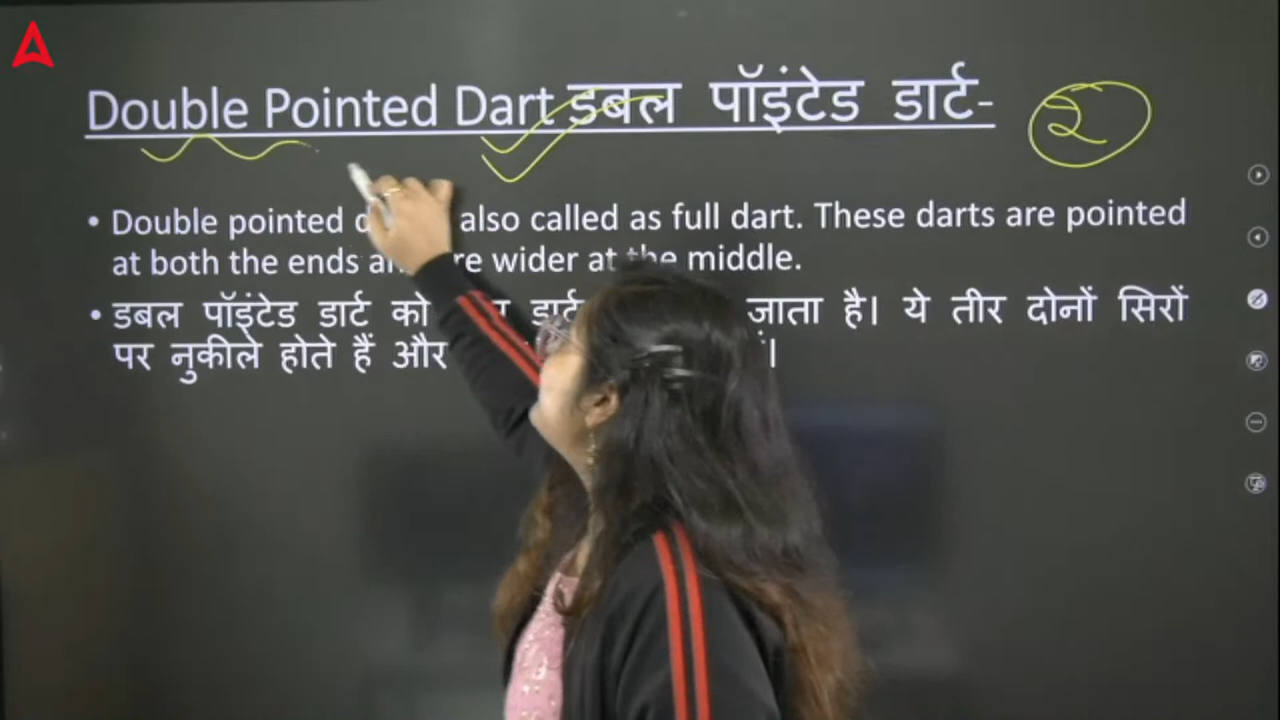 Double Pointed Dart डबल पॉइंटेड डार्ट-
२
• Double pointed also called as full dart. These darts are pointed
at both the ends wider at the middle.
• डबल पॉइंटेड डार्ट को जाता है। ये तीर दोनों सिरों
पर नुकीले होते हैं और